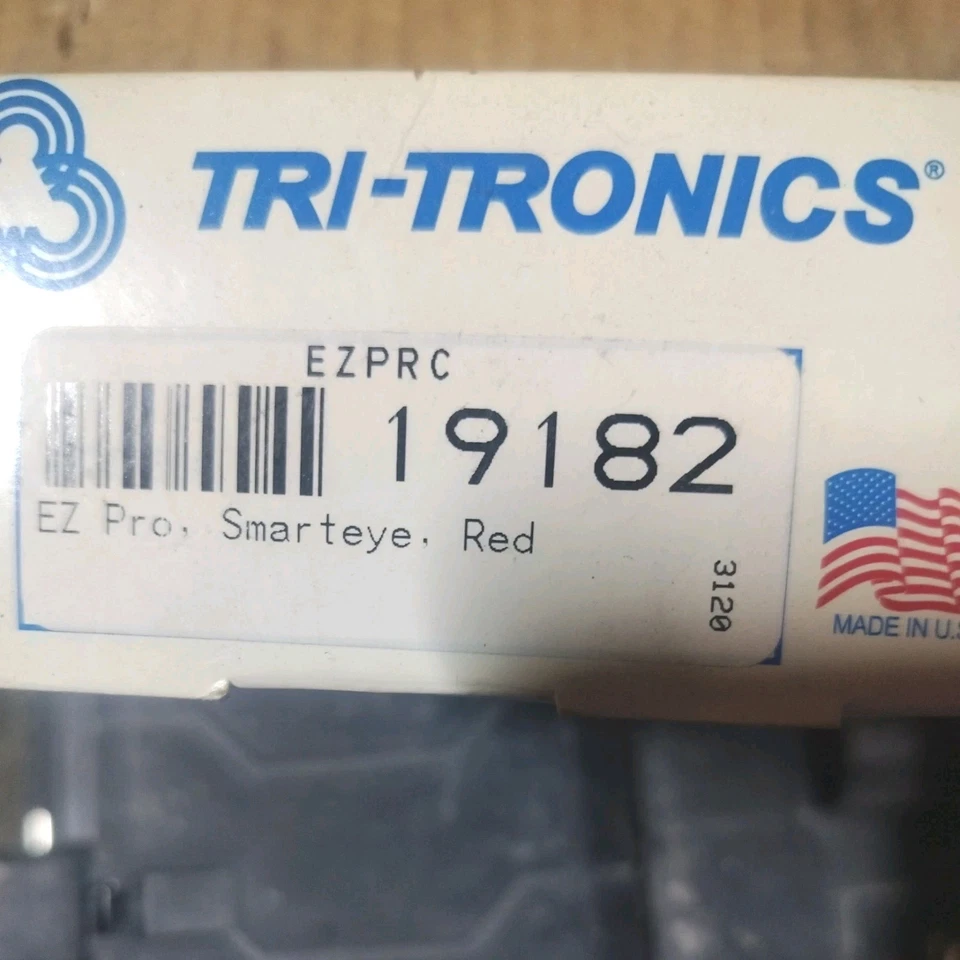 TRI-TRONICS®
EZPRC
19182
EZ Pro, Smarteye, Red
3120
MADE IN U.S